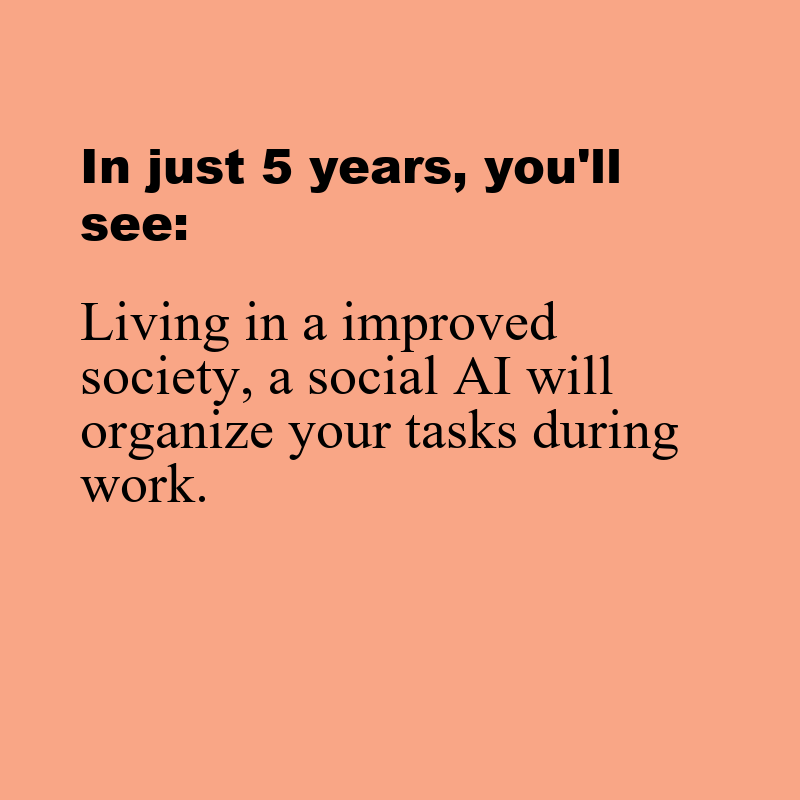 In just 5 years, you'll
see:
Living in a improved
society, a social AI will
organize your tasks during
work.